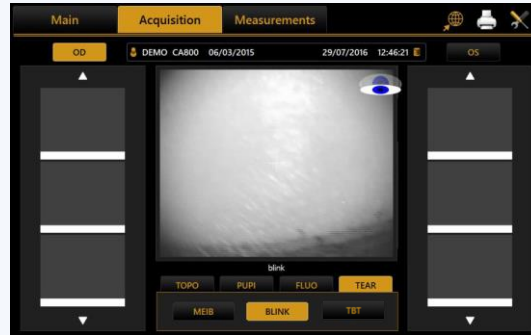 Main Acquisition Measurements
OD DEMO CA800 06/03/2015 29/07/2016 12:46:21 OS
blink
TOPO PUPI FLUO TEAR
MEIB BLINK TBT